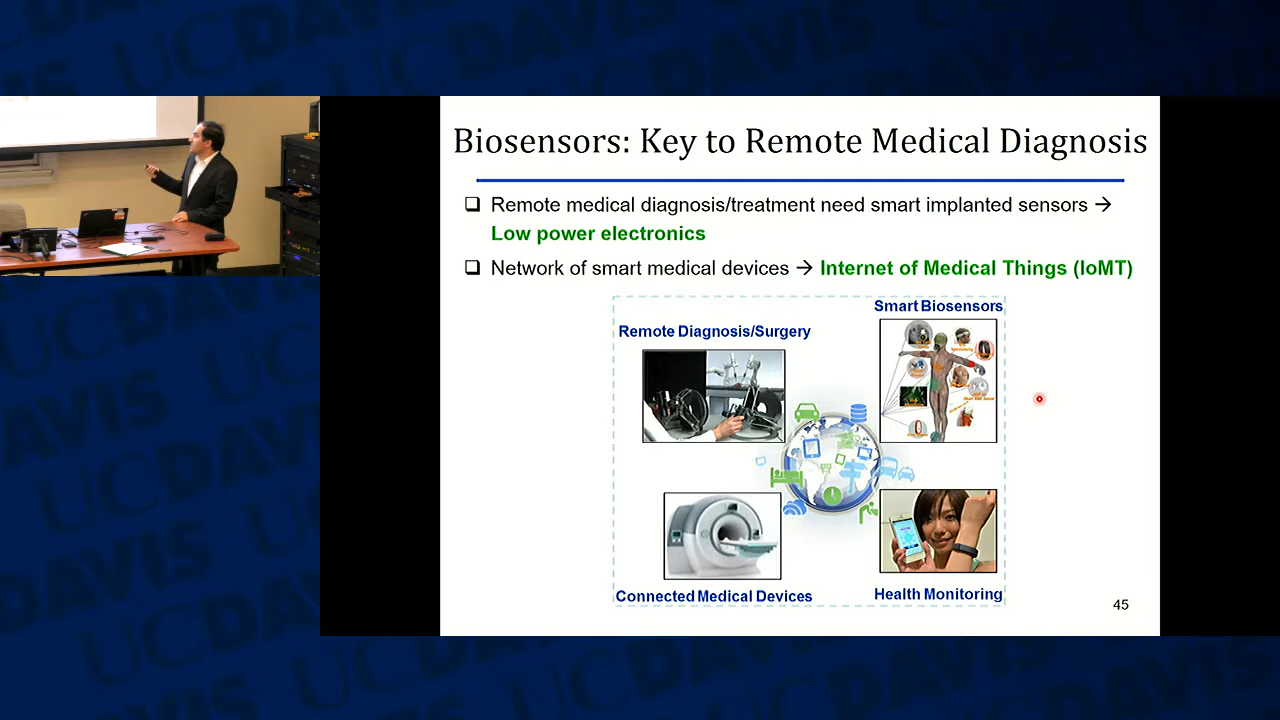 Biosensors: Key to Remote Medical Diagnosis
Remote medical diagnosis/treatment need smart implanted sensors →
Low power electronics
Network of smart medical devices → Internet of Medical Things (IoMT)
Smart Biosensors
Remote Diagnosis/Surgery
Connected Medical Devices
Health Monitoring
45
UC DAVIS